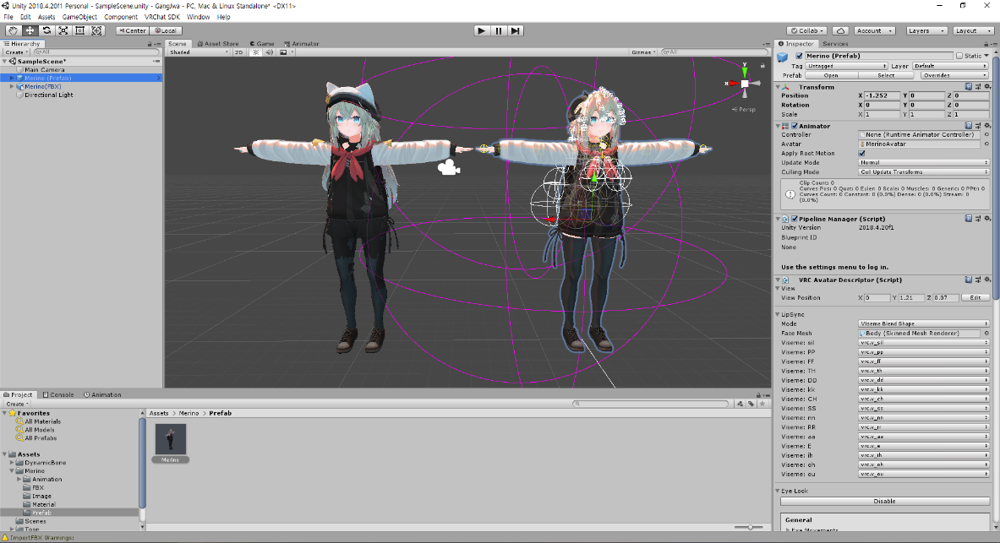 Unity 2018.4.20f1 Personal - SampleScene.unity - GangJwa - PC, Mac & Linux Standalone* <DX11>
File Edit Assets GameObject Component VRChat SDK Window Help
Center Local Collab Account Layers Layout
Hierarchy
Create All
SampleScene*
Main Camera
Merino (Prefab)
Merino(FBX)
Directional Light
Scene Asset Store Game Animator
Shaded 2D Gizmos All
y
x
Persp
Inspector Services
Merino (Prefab) Static
Tag Untagged Layer Default
Prefab Open Select Overrides
Transform
Position X -1.252 Y 0 Z 0
Rotation X 0 Y 0 Z 0
Scale X 1 Y 1 Z 1
Animator
Controller None (Runtime Animator Controller)
Avatar MerinoAvatar
Apply Root Motion
Update Mode Normal
Culling Mode Cull Update Transforms
Clip Count: 0
Curves Pos: 0 Quat: 0 Euler: 0 Scale: 0 Muscles: 0 Generic: 0 PPtr: 0
Curves Count: 0 Constant: 0 (0.0%) Dense: 0 (0.0%) Stream: 0
(0.0%)
Pipeline Manager (Script)
Unity Version 2018.4.20f1
Blueprint ID
None
Use the settings menu to log in.
VRC Avatar Descriptor (Script)
View
View Position X 0 Y 1.21 Z 0.07 Edit
LipSync
Mode Viseme Blend Shape
Face Mesh Body (Skinned Mesh Renderer)
Viseme: sil vrc.v_sil
Viseme: PP vrc.v_pp
Viseme: FF vrc.v_ff
Viseme: TH vrc.v_th
Viseme: DD vrc.v_dd
Viseme: kk vrc.v_kk
Viseme: CH vrc.v_ch
Viseme: SS vrc.v_ss
Viseme: nn vrc.v_nn
Viseme: RR vrc.v_rr
Viseme: aa vrc.v_aa
Viseme: E vrc.v_e
Viseme: ih vrc.v_ih
Viseme: oh vrc.v_oh
Viseme: ou vrc.v_ou
Eye Look
Disable
General
Eye Movements
Project Console Animation
Create
Favorites
All Materials
All Models
All Prefabs
Assets
DynamicBone
Merino
Animation
FBX
Image
Material
Prefab
Scenes
Toon
Assets > Merino > Prefab
Merino
ImportFBX Warnings: